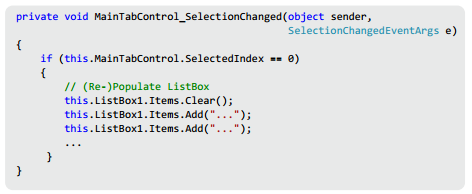 private void MainTabControl_SelectionChanged(object sender,
SelectionChangedEventArgs e)
{
if (this.MainTabControl.SelectedIndex == 0)
{
// (Re-)Populate ListBox
this.ListBox1.Items.Clear();
this.ListBox1.Items.Add("...");
this.ListBox1.Items.Add("...");
...
}
}